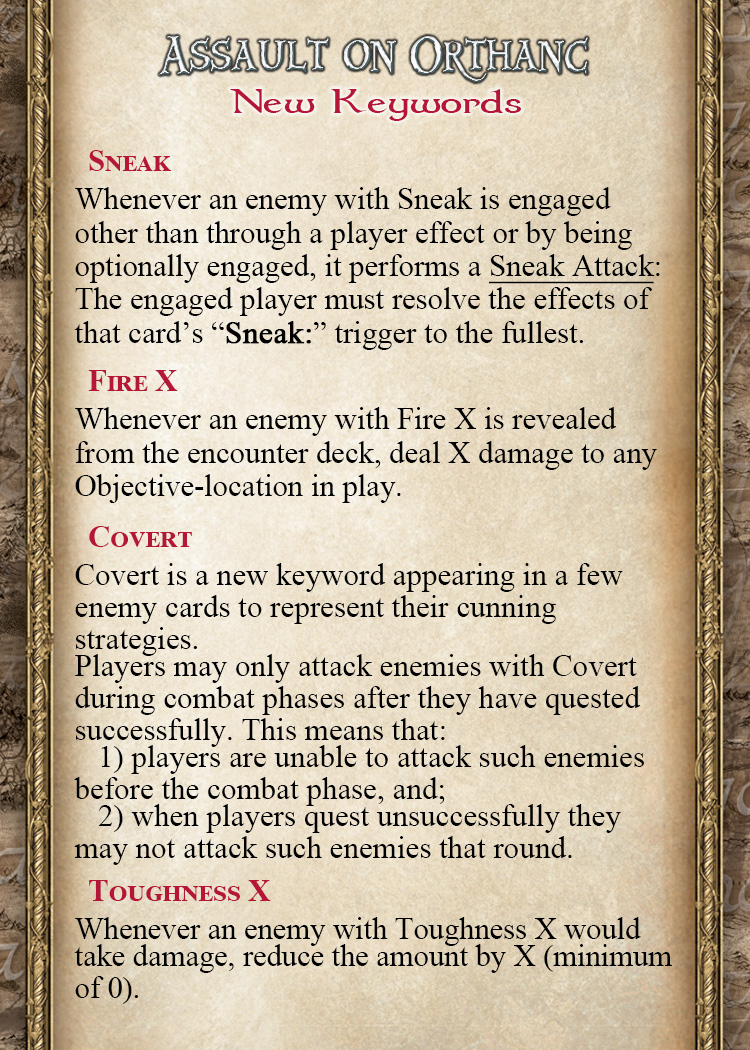 Assault on Orthanc
New Keywords
Sneak
Whenever an enemy with Sneak is engaged
other than through a player effect or by being
optionally engaged, it performs a Sneak Attack:
The engaged player must resolve the effects of
that card’s “Sneak:” trigger to the fullest.
Fire X
Whenever an enemy with Fire X is revealed
from the encounter deck, deal X damage to any
Objective-location in play.
Covert
Covert is a new keyword appearing in a few
enemy cards to represent their cunning
strategies.
Players may only attack enemies with Covert
during combat phases after they have quested
successfully. This means that:
1) players are unable to attack such enemies
before the combat phase, and;
2) when players quest unsuccessfully they
may not attack such enemies that round.
Toughness X
Whenever an enemy with Toughness X would
take damage, reduce the amount by X (minimum
of 0).